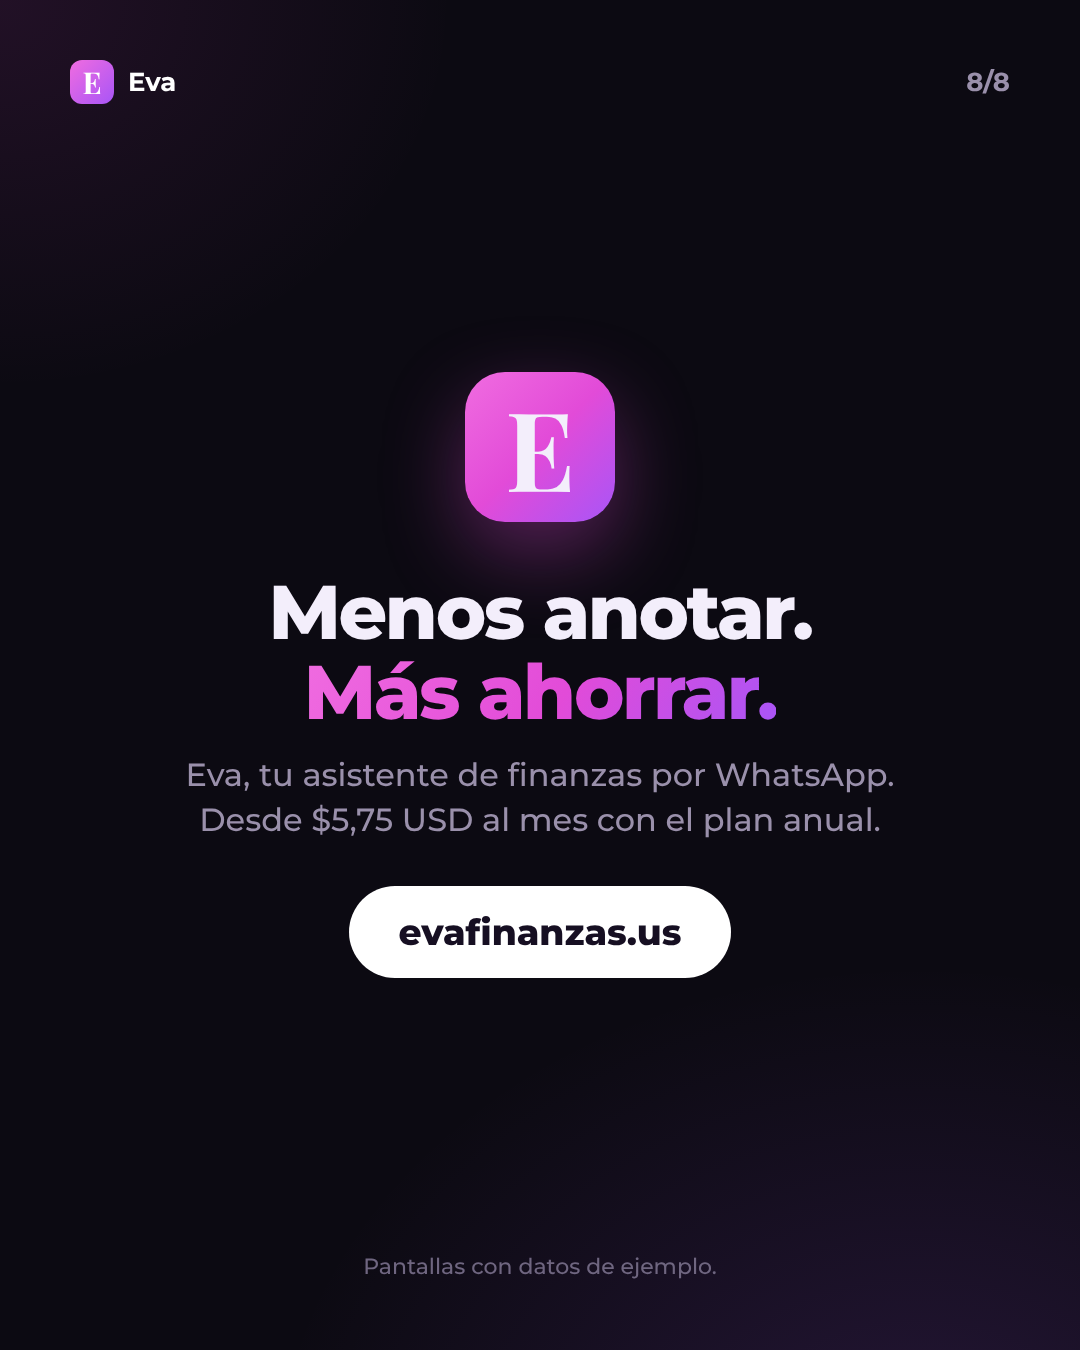 E Eva
8/8
E
Menos anotar.
Más ahorrar.
Eva, tu asistente de finanzas por WhatsApp.
Desde $5,75 USD al mes con el plan anual.
evafinanzas.us
Pantallas con datos de ejemplo.